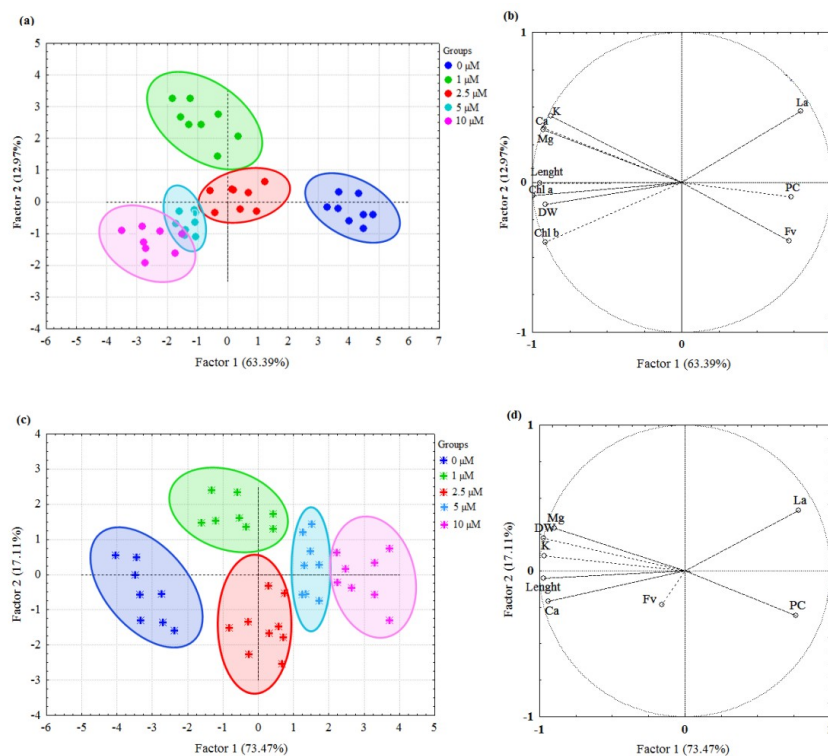 (a)
Factor 2 (12.97%)
5
4
3
2
1
0
-1
-2
-3
-4
-6 -5 -4 -3 -2 -1 0 1 2 3 4 5 6 7
Factor 1 (63.39%)
Groups
0 µM
1 µM
2.5 µM
5 µM
10 µM
(b)
Factor 2 (12.97%)
1
0
-1
K
Ca
Mg
Lenght
Chl a
DW
Chl b
La
PC
Fv
-1 0 1
Factor 1 (63.39%)
(c)
Factor 2 (17.11%)
4
3
2
1
0
-1
-2
-3
-4
-6 -5 -4 -3 -2 -1 0 1 2 3 4 5
Factor 1 (73.47%)
Groups
0 µM
1 µM
2.5 µM
5 µM
10 µM
(d)
Factor 2 (17.11%)
1
0
-1
Mg
DW
K
Lenght
Ca
Fv
La
PC
-1 0 1
Factor 1 (73.47%)